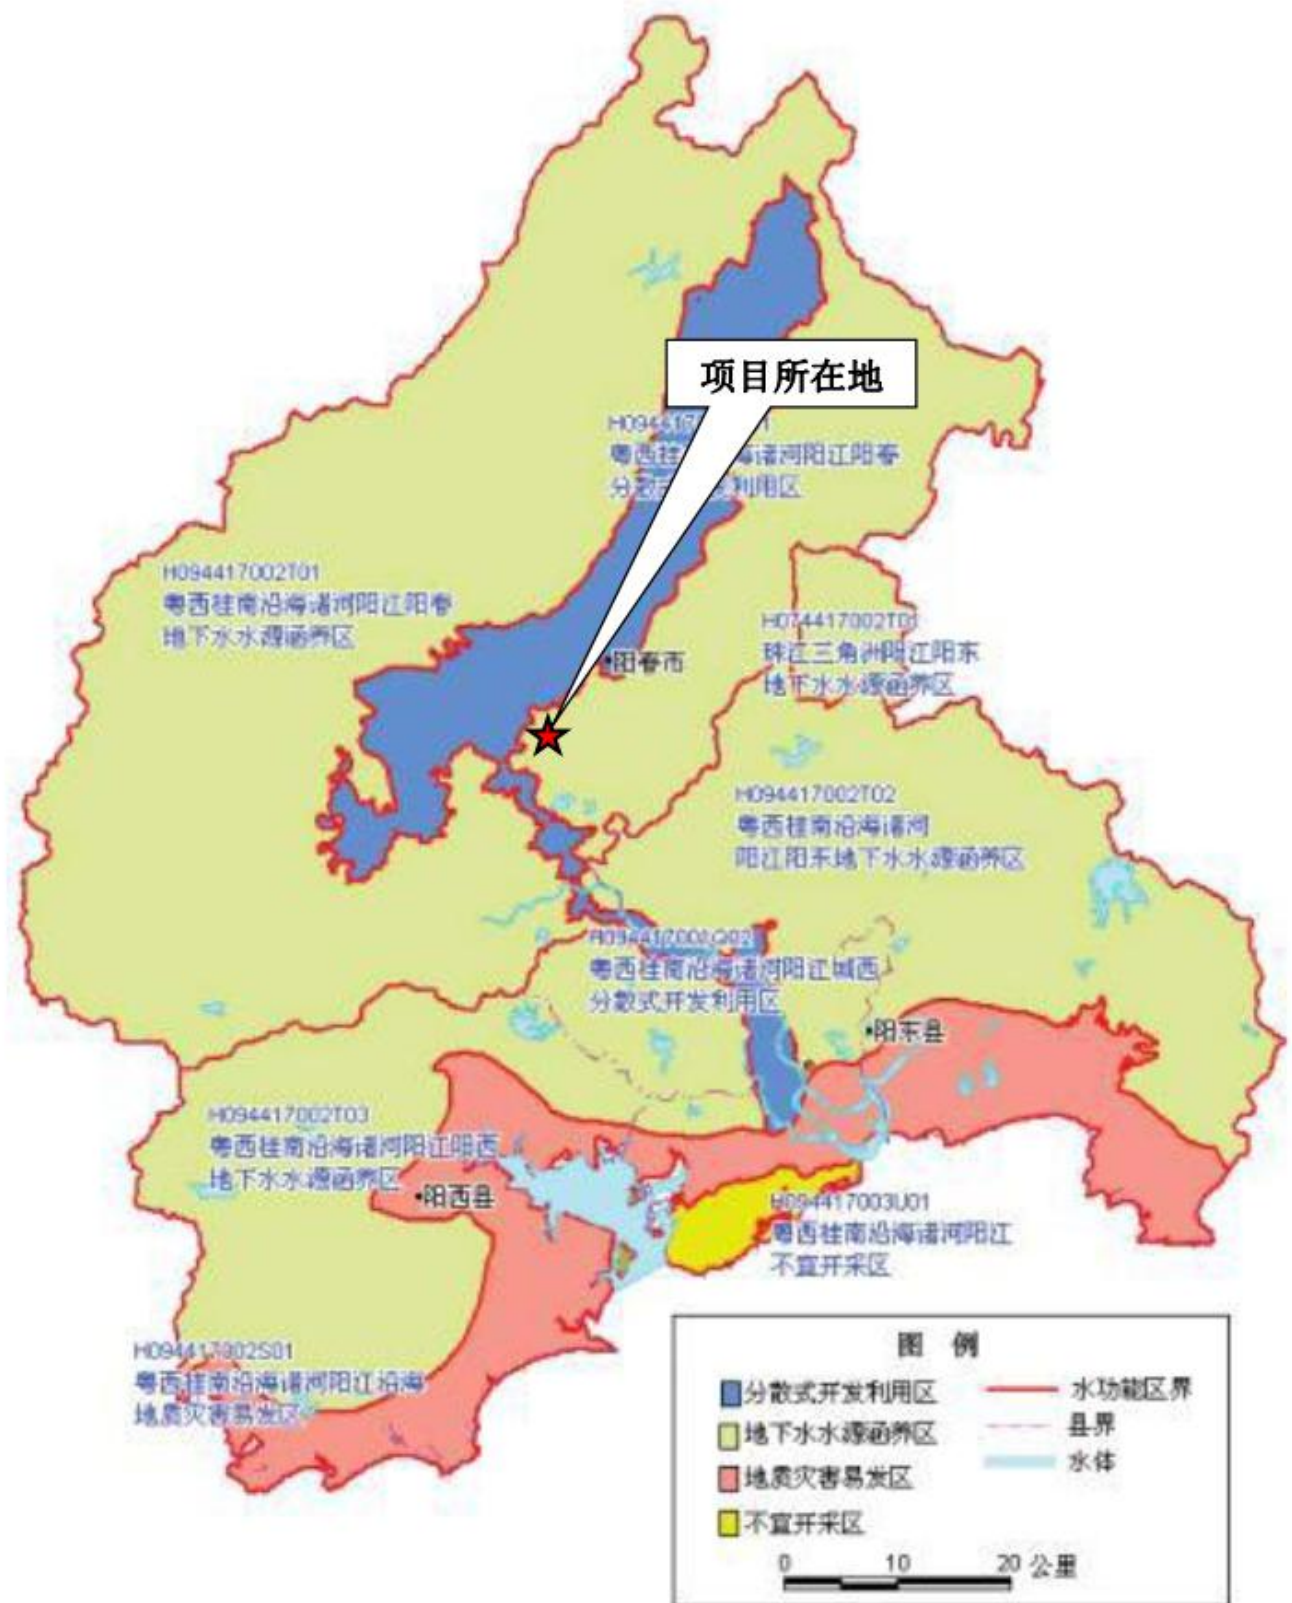 项目所在地
粤西桂 海诸河阳江阳春
分散 利用区
H094417002T01
粤西桂南沿海诸河阳江阳春
地下水水源涵养区
阳春市
H074417002T01
珠江三角洲阳江阳东
地下水水源涵养区
H094417002T02
粤西桂南沿海诸河
阳江阳东地下水水源涵养区
粤西桂南沿海诸河阳江城西
分散式开发利用区
阳东县
H094417002T03
粤西桂南沿海诸河阳江阳西
地下水水源涵养区
阳西县
H094417003U01
粤西桂南沿海诸河阳江
不宜开采区
H094417002S01
粤西桂南沿海诸河阳江沿海
地质灾害易发区
图 例
分散式开发利用区
水功能区界
地下水水源涵养区
县界
地质灾害易发区
水体
不宜开采区
0 10 20 公里